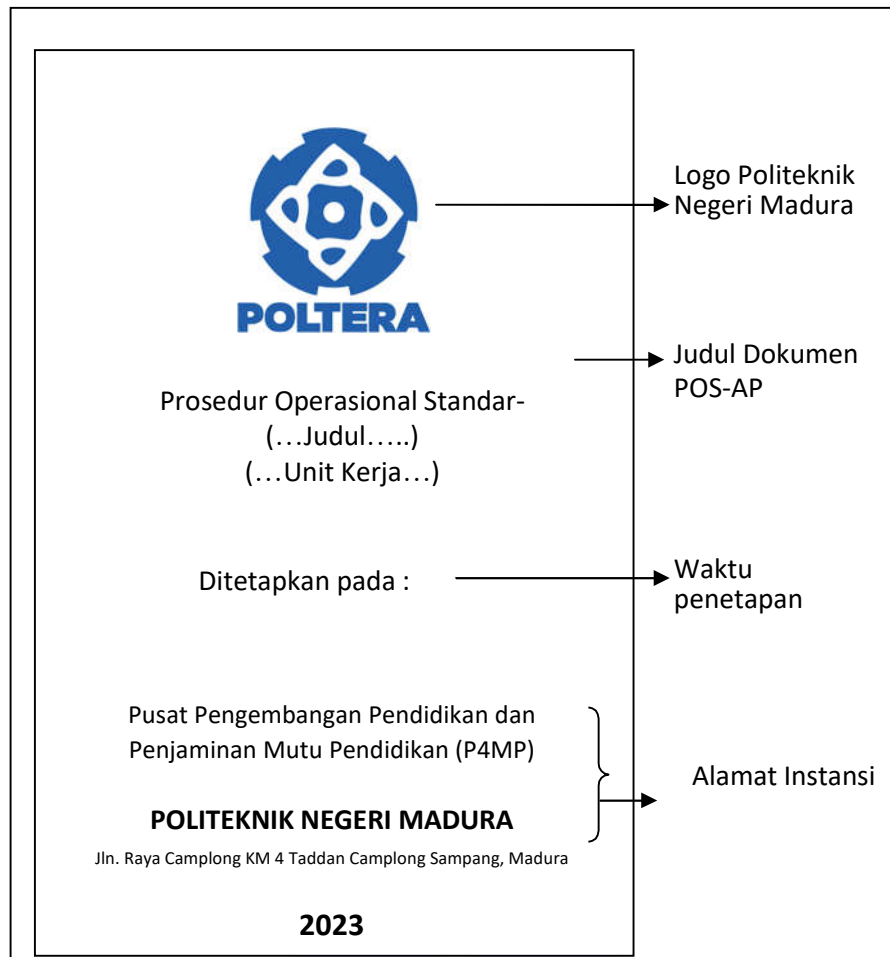 POLTERA
Logo Politeknik
Negeri Madura
Judul Dokumen
POS-AP
Prosedur Operasional Standar-
(…Judul…..)
(…Unit Kerja…)
Ditetapkan pada :
Waktu
penetapan
Pusat Pengembangan Pendidikan dan
Penjaminan Mutu Pendidikan (P4MP)
Alamat Instansi
POLITEKNIK NEGERI MADURA
Jln. Raya Camplong KM 4 Taddan Camplong Sampang, Madura
2023